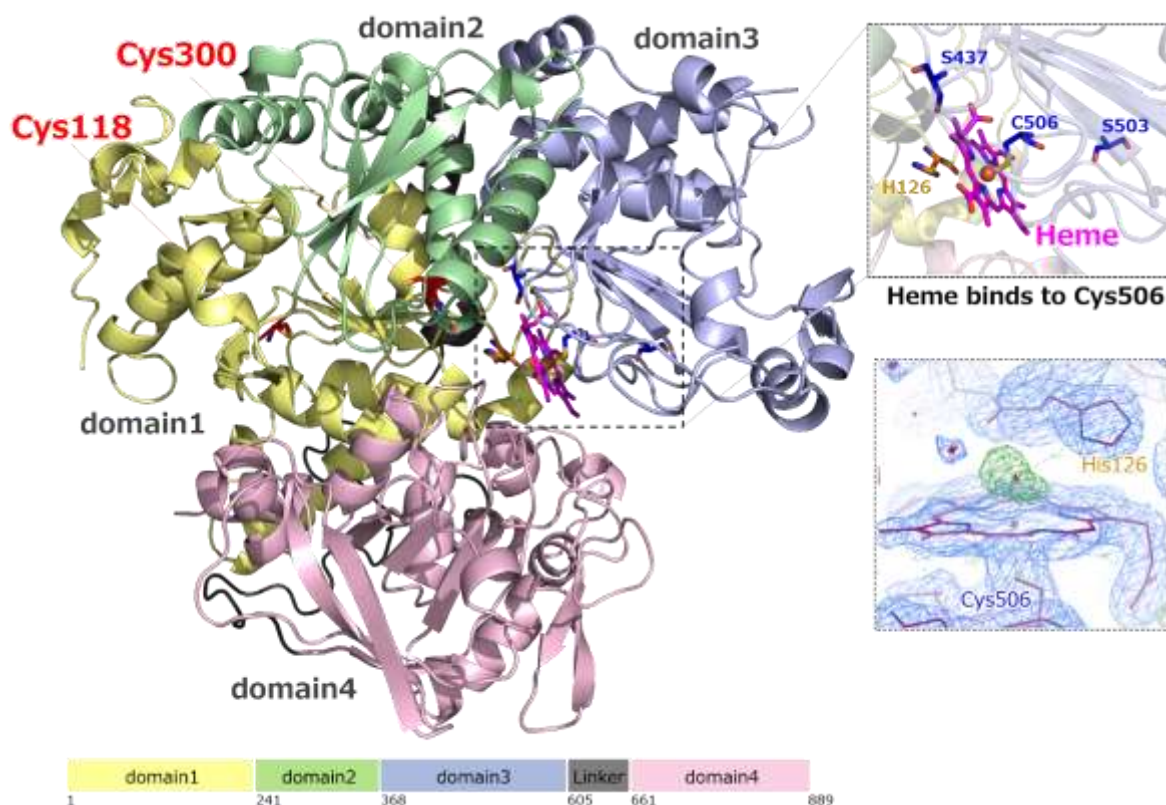 domain2
domain3
Cys300
Cys118
domain1
domain4
S437
C506
S503
H126
Heme
Heme binds to Cys506
His126
Cys506
domain1 domain2 domain3 Linker domain4
1 241 368 605 661 889